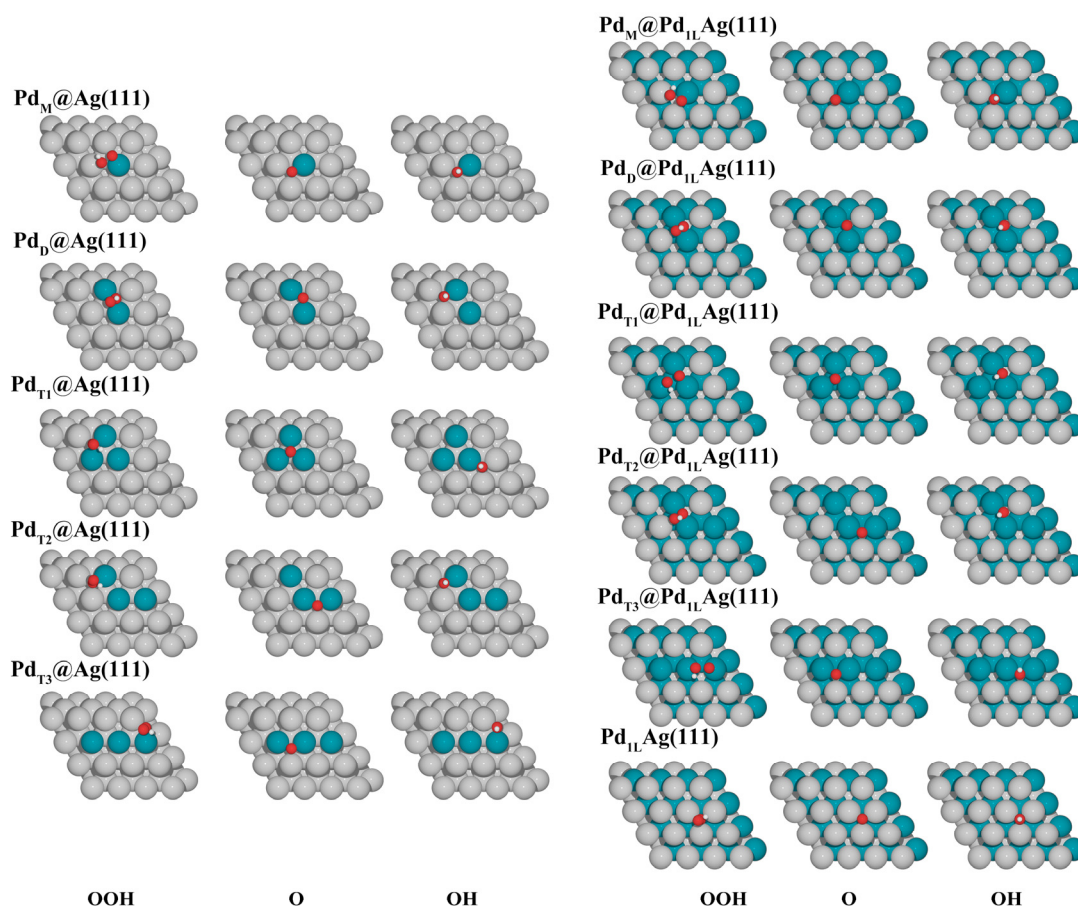 Pd_M@Ag(111)
Pd_D@Ag(111)
Pd_T1@Ag(111)
Pd_T2@Ag(111)
Pd_T3@Ag(111)
OOH O OH
Pd_M@Pd_1LAg(111)
Pd_D@Pd_1LAg(111)
Pd_T1@Pd_1LAg(111)
Pd_T2@Pd_1LAg(111)
Pd_T3@Pd_1LAg(111)
Pd_1LAg(111)
OOH O OH